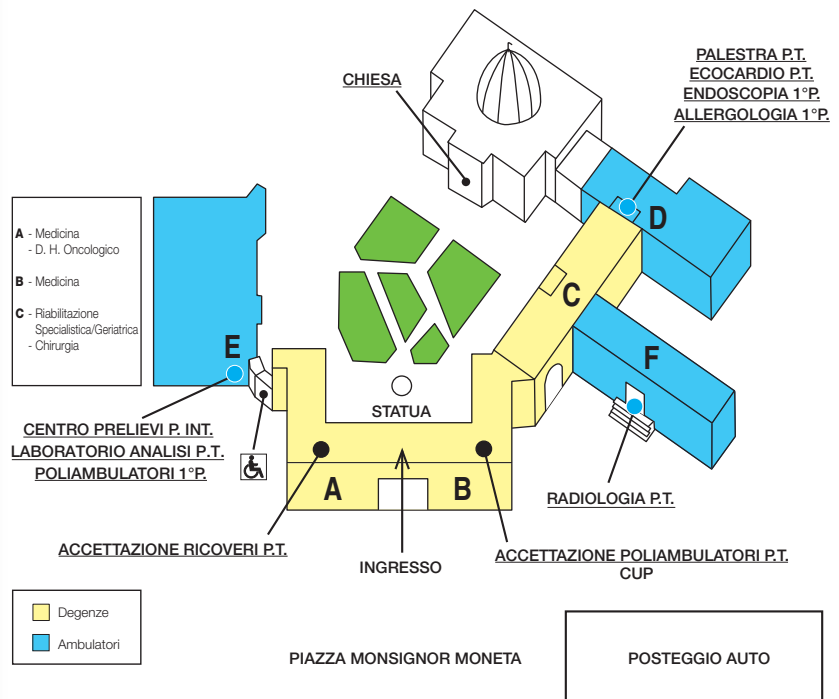 PALESTRA P.T.
ECOCARDIO P.T.
ENDOSCOPIA 1°P.
ALLERGOLOGIA 1°P.
CHIESA
D
A - Medicina
- D. H. Oncologico
B - Medicina
C - Riabilitazione
Specialistica/Geriatrica
- Chirurgia
C
E
F
STATUA
CENTRO PRELIEVI P. INT.
LABORATORIO ANALISI P.T.
POLIAMBULATORI 1°P.
A
B
RADIOLOGIA P.T.
ACCETTAZIONE RICOVERI P.T.
INGRESSO
ACCETTAZIONE POLIAMBULATORI P.T.
CUP
Degenze
Ambulatori
PIAZZA MONSIGNOR MONETA
POSTEGGIO AUTO